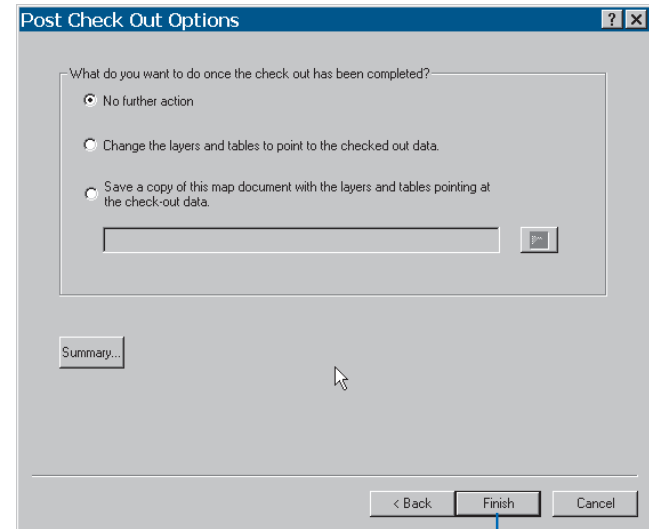 Post Check Out Options
?
What do you want to do once the check out has been completed?
No further action
Change the layers and tables to point to the checked out data.
Save a copy of this map document with the layers and tables pointing at
the check-out data.
Summary...
< Back
Finish
Cancel